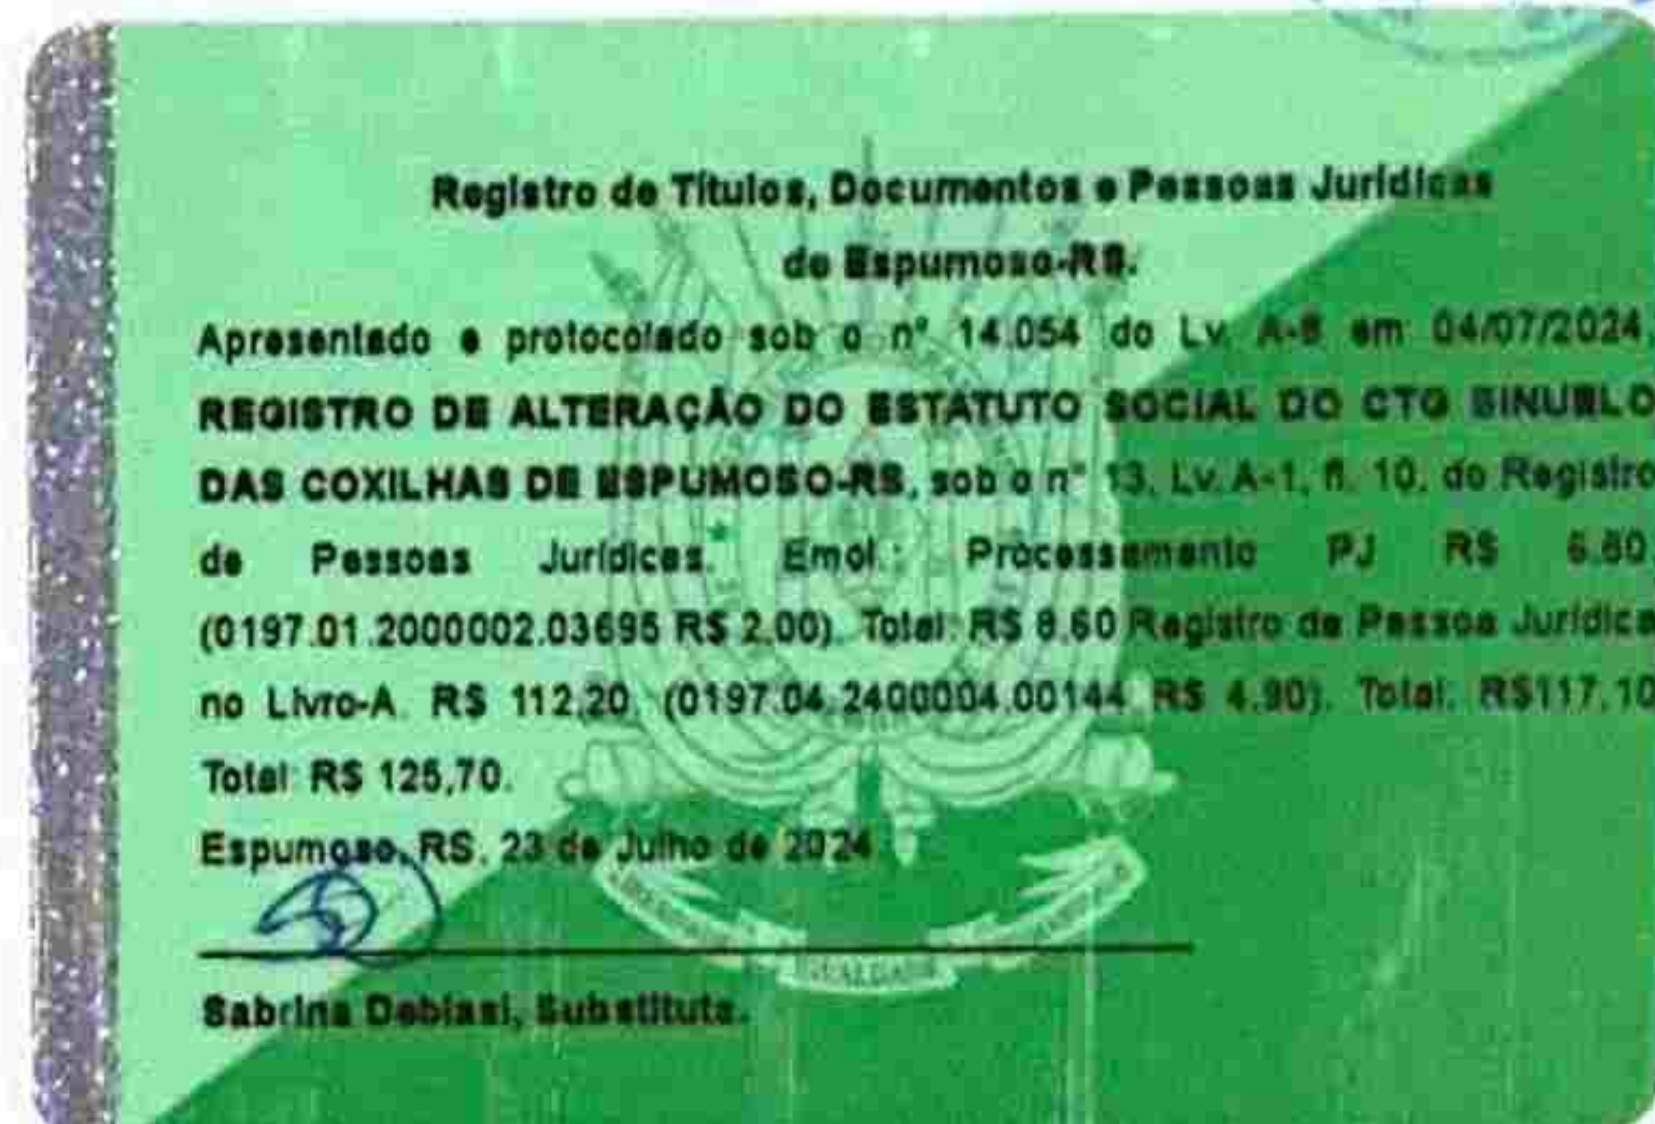 Registro de Títulos, Documentos e Pessoas Jurídicas
de Espumoso-RS.
Apresentado e protocolado sob o nº 14.054 do Lv. A-8 em 04/07/2024,
REGISTRO DE ALTERAÇÃO DO ESTATUTO SOCIAL DO CTG SINUELO
DAS COXILHAS DE ESPUMOSO-RS, sob o nº 13, Lv. A-1, fl. 10, do Registro
de Pessoas Jurídicas. Emol.: Processamento PJ R$ 6.60,
(0197.01.2000002.03695 R$ 2,00). Total: R$ 8.60 Registro de Pessoa Jurídica
no Livro-A. R$ 112,20. (0197.04.2400004.00144 R$ 4.90). Total: R$117.10
Total: R$ 125,70.
Espumoso, RS, 23 de Julho de 2024
Sabrina Debiasi, Substituta.
IGUALDADE